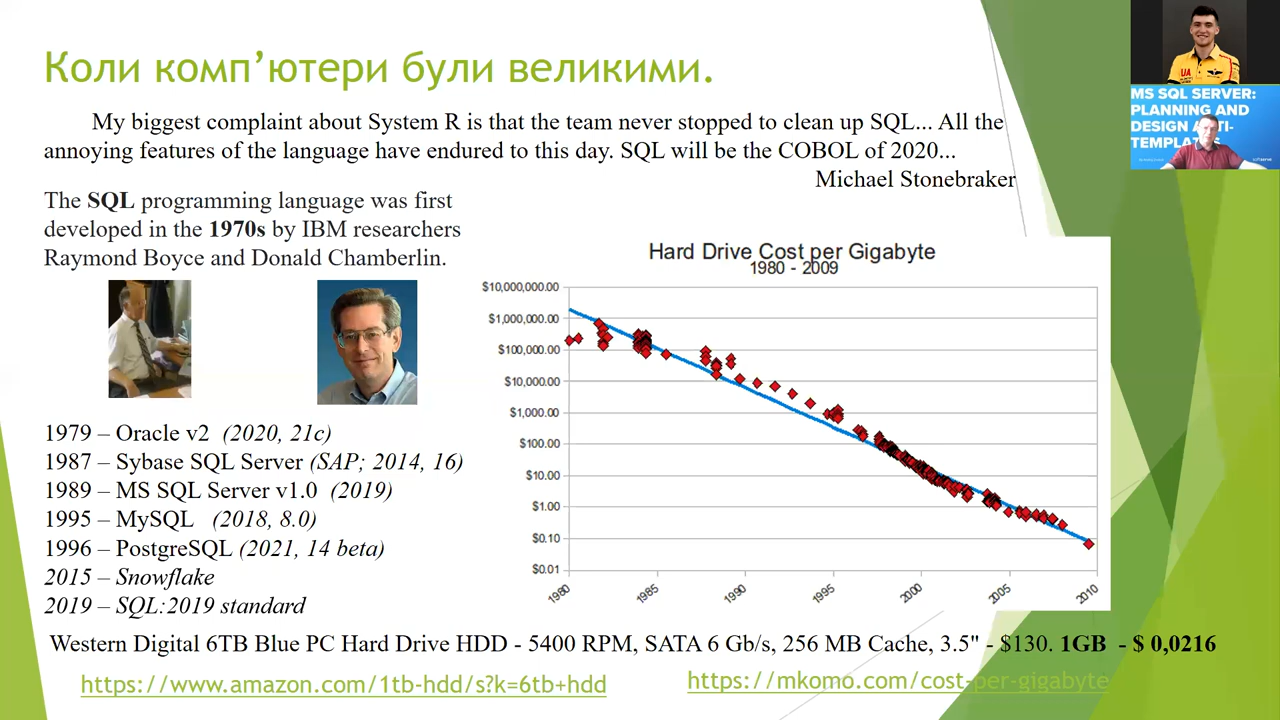 Коли комп’ютери були великими.
My biggest complaint about System R is that the team never stopped to clean up SQL... All the
annoying features of the language have endured to this day. SQL will be the COBOL of 2020...
Michael Stonebraker
The SQL programming language was first
developed in the 1970s by IBM researchers
Raymond Boyce and Donald Chamberlin.
1979 – Oracle v2 (2020, 21c)
1987 – Sybase SQL Server (SAP; 2014, 16)
1989 – MS SQL Server v1.0 (2019)
1995 – MySQL (2018, 8.0)
1996 – PostgreSQL (2021, 14 beta)
2015 – Snowflake
2019 – SQL:2019 standard
Hard Drive Cost per Gigabyte
1980 - 2009
$10,000,000.00
$1,000,000.00
$100,000.00
$10,000.00
$1,000.00
$100.00
$10.00
$1.00
$0.10
$0.01
1980
1985
1990
1995
2000
2005
2010
Western Digital 6TB Blue PC Hard Drive HDD - 5400 RPM, SATA 6 Gb/s, 256 MB Cache, 3.5" - $130. 1GB - $ 0,0216
https://www.amazon.com/1tb-hdd/s?k=6tb+hdd
https://mkomo.com/cost-per-gigabyte
UA
MS SQL SERVER:
PLANNING AND
DESIGN